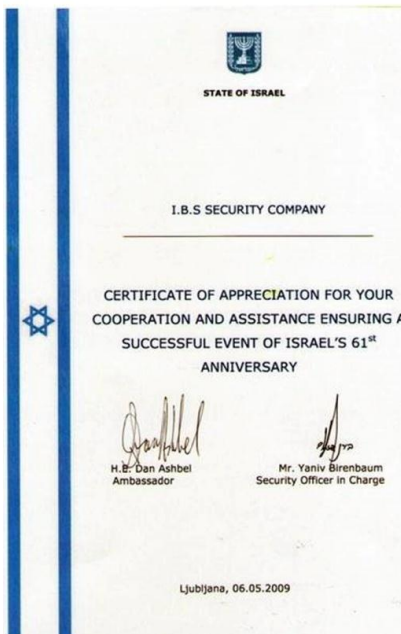 STATE OF ISRAEL
I.B.S SECURITY COMPANY
CERTIFICATE OF APPRECIATION FOR YOUR
COOPERATION AND ASSISTANCE ENSURING A
SUCCESSFUL EVENT OF ISRAEL'S 61st
ANNIVERSARY
H.E. Dan Ashbel Mr. Yaniv Birenbaum
Ambassador Security Officer in Charge
Ljubljana, 06.05.2009